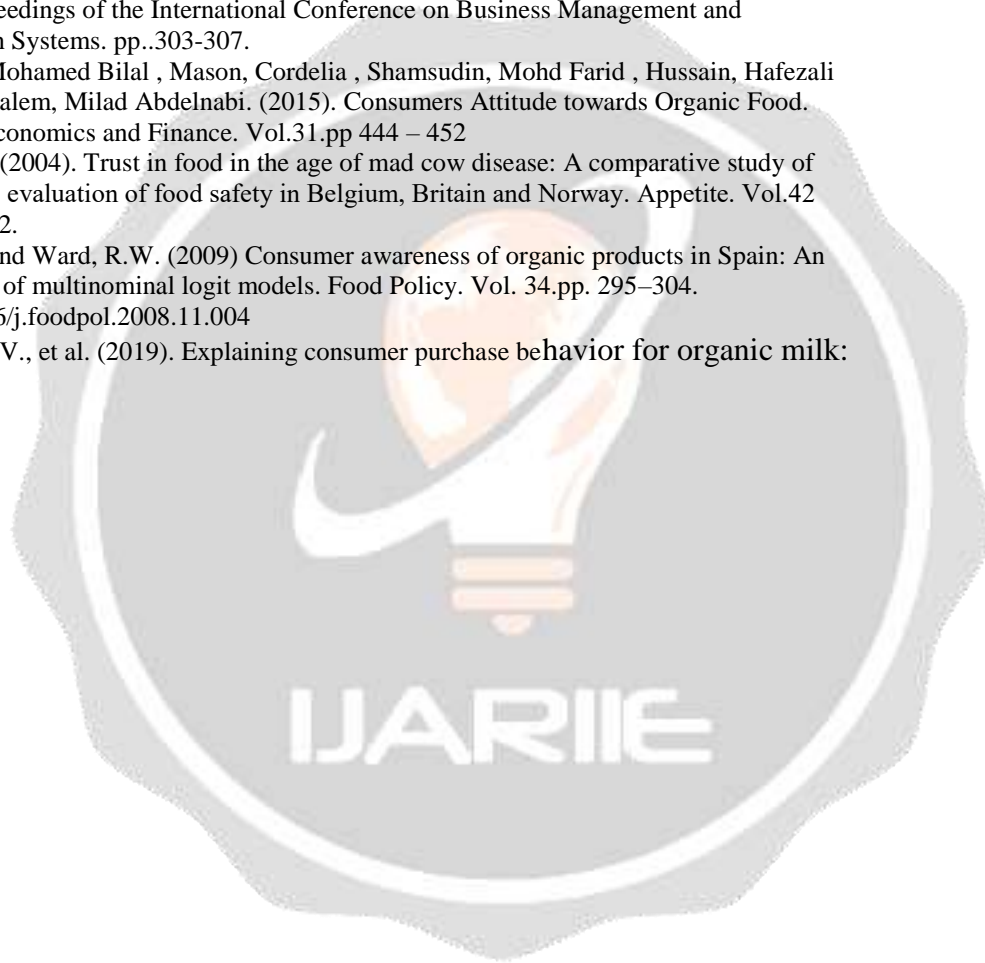 eedings of the International Conference on Business Management and
n Systems. pp..303-307.
Mohamed Bilal , Mason, Cordelia , Shamsudin, Mohd Farid , Hussain, Hafezali
alem, Milad Abdelnabi. (2015). Consumers Attitude towards Organic Food.
conomics and Finance. Vol.31.pp 444 – 452
(2004). Trust in food in the age of mad cow disease: A comparative study of
evaluation of food safety in Belgium, Britain and Norway. Appetite. Vol.42
2.
nd Ward, R.W. (2009) Consumer awareness of organic products in Spain: An
of multinominal logit models. Food Policy. Vol. 34.pp. 295–304.
6/j.foodpol.2008.11.004
V., et al. (2019). Explaining consumer purchase behavior for organic milk:
IJARIIE